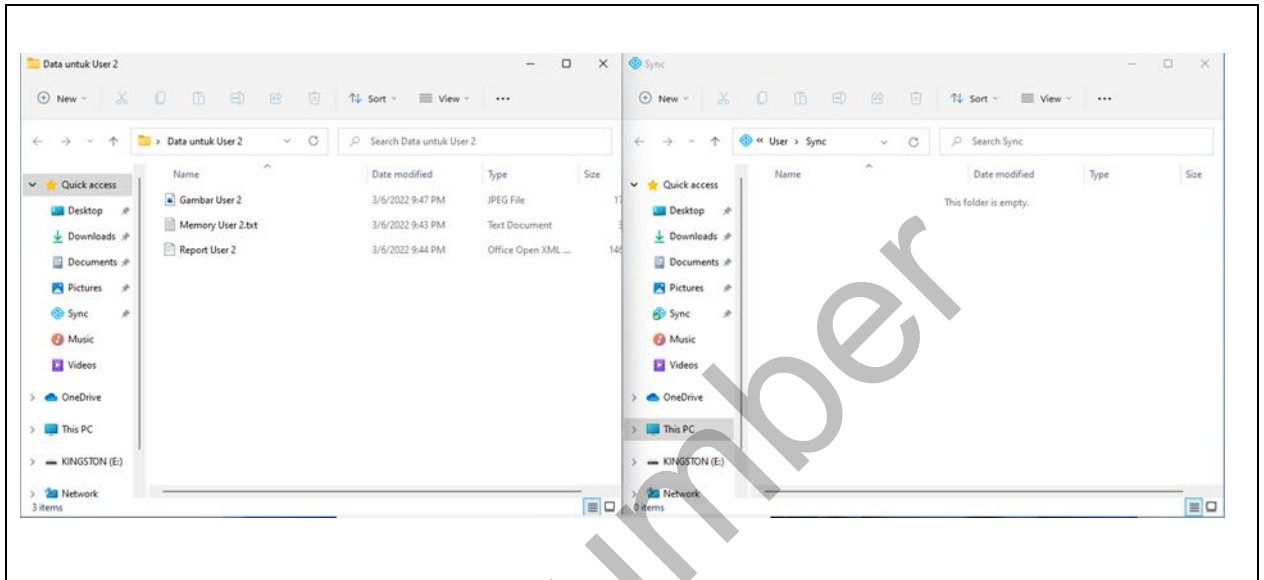 Data untuk User 2
New
Sort
View
Data untuk User 2
Search Data untuk User 2
Name
Date modified
Type
Size
Gambar User 2
3/6/2022 9:47 PM
JPEG File
17
Memory User 2.txt
3/6/2022 9:43 PM
Text Document
3
Report User 2
3/6/2022 9:44 PM
Office Open XML ...
146
Quick access
Desktop
Downloads
Documents
Pictures
Sync
Music
Videos
OneDrive
This PC
KINGSTON (E:)
Network
3 items
Sync
New
Sort
View
« User > Sync
Search Sync
Name
Date modified
Type
Size
This folder is empty.
Quick access
Desktop
Downloads
Documents
Pictures
Sync
Music
Videos
OneDrive
This PC
KINGSTON (E:)
Network
0 items